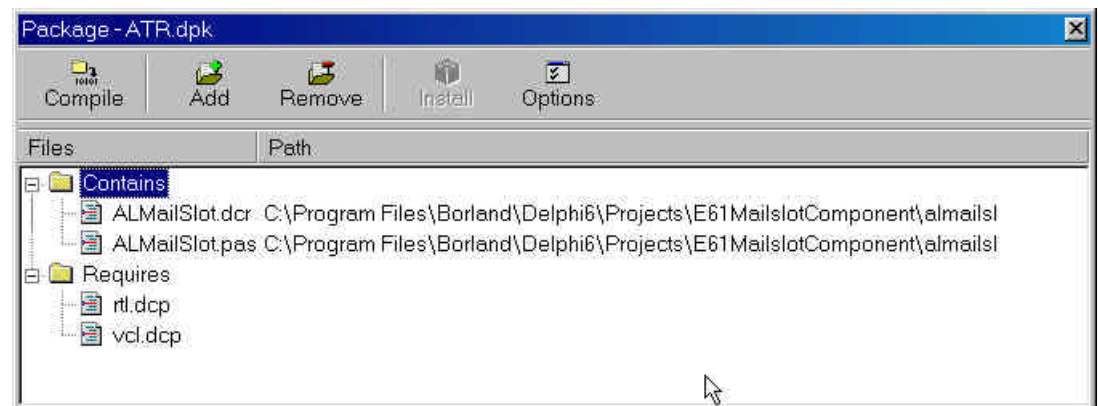 Package - ATR.dpk
Compile Add Remove Install Options
Files Path
Contains
ALMailSlot.dcr C:\Program Files\Borland\Delphi6\Projects\E61MailslotComponent\almailsl
ALMailSlot.pas C:\Program Files\Borland\Delphi6\Projects\E61MailslotComponent\almailsl
Requires
rtl.dcp
vcl.dcp